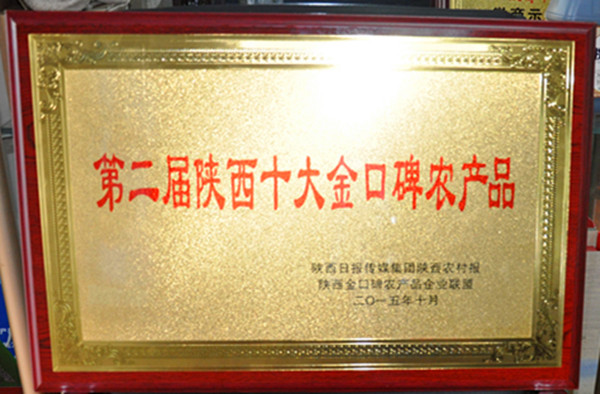 第二届陕西十大金口碑农产品
陕西日报传媒集团陕西农村报
陕西金口碑农产品企业联盟
二〇一五年十月